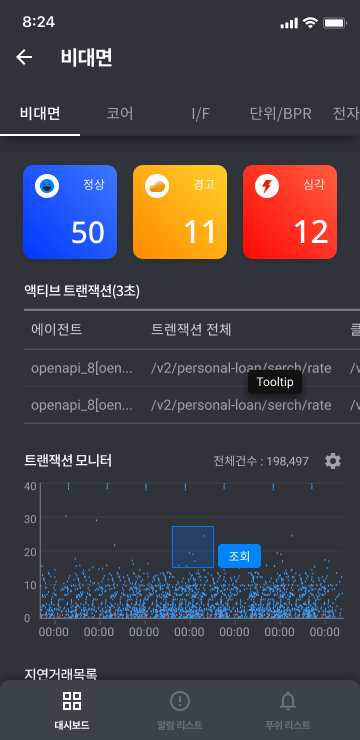 8:24
비대면
비대면 코어 I/F 단위/BPR 전자
정상 경고 심각
50 11 12
액티브 트랜잭션(3초)
에이전트 트렌잭션 전체 클
openapi_8[oen... /v2/personal-loan/serch/rate /v
Tooltip
openapi_8[oen... /v2/personal-loan/serch/rate /v
트랜잭션 모니터 전체건수 : 198,497
40
30
20
조회
10
0
00:00 00:00 00:00 00:00 00:00 00:00 00:00
지연거래목록
대시보드 알람 리스트 푸쉬 리스트